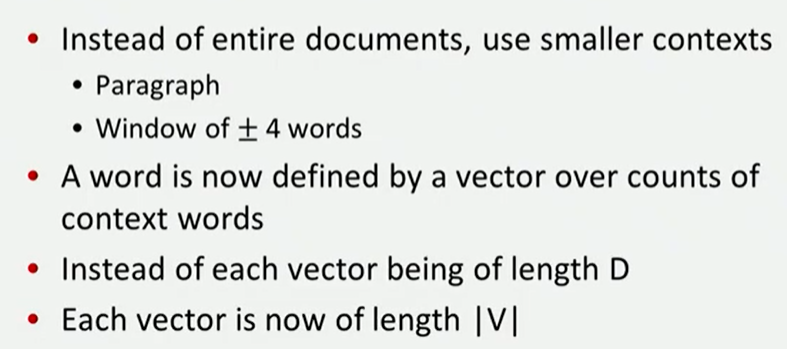 • Instead of entire documents, use smaller contexts
• Paragraph
• Window of ± 4 words
• A word is now defined by a vector over counts of
context words
• Instead of each vector being of length D
• Each vector is now of length |V|